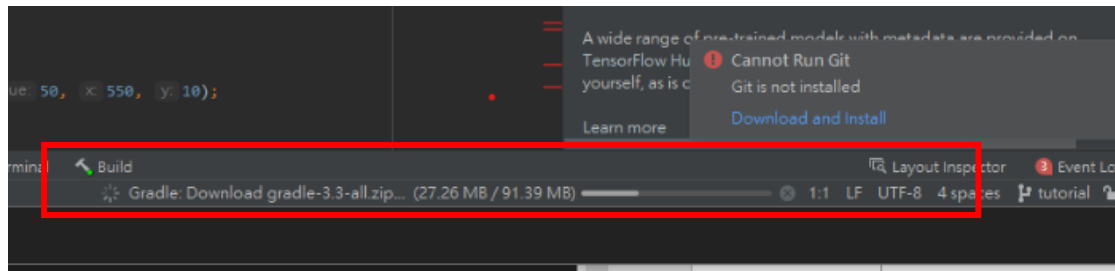 A wide range of pre-trained models with metadata are provided on
TensorFlow Hu
yourself, as is c
Learn more
Cannot Run Git
Git is not installed
Download and Install
ue: 50, x: 550, y: 10);
rminal Build Layout Inspector 3 Event Lo
Gradle: Download gradle-3.3-all.zip... (27.26 MB / 91.39 MB) 1:1 LF UTF-8 4 spaces tutorial